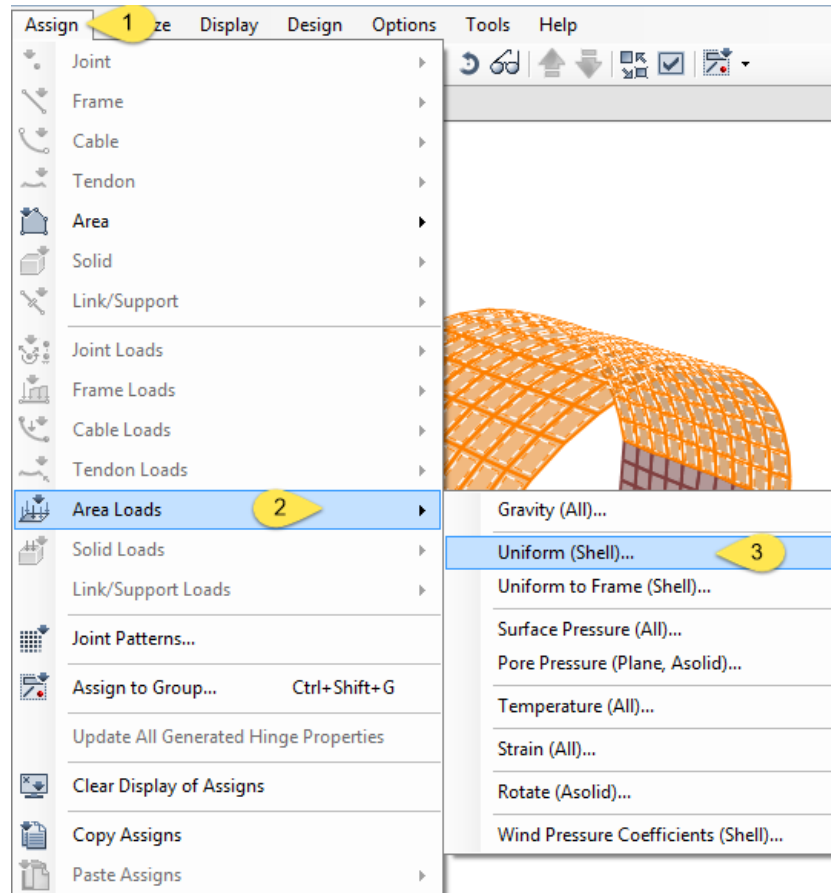 Assign 1 ze Display Design Options Tools Help
Joint
Frame
Cable
Tendon
Area
Solid
Link/Support
Joint Loads
Frame Loads
Cable Loads
Tendon Loads
Area Loads 2
Solid Loads
Link/Support Loads
Joint Patterns...
Assign to Group... Ctrl+Shift+G
Update All Generated Hinge Properties
Clear Display of Assigns
Copy Assigns
Paste Assigns
Gravity (All)...
Uniform (Shell)... 3
Uniform to Frame (Shell)...
Surface Pressure (All)...
Pore Pressure (Plane, Asolid)...
Temperature (All)...
Strain (All)...
Rotate (Asolid)...
Wind Pressure Coefficients (Shell)...